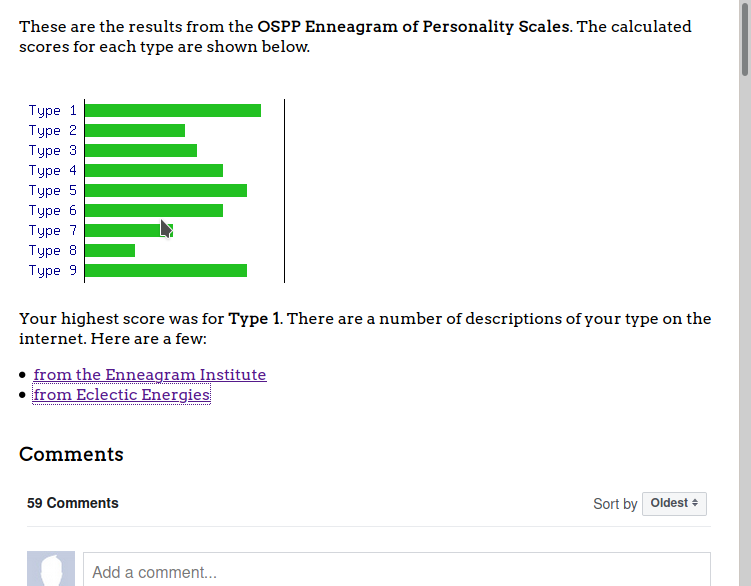 These are the results from the OSPP Enneagram of Personality Scales. The calculated
scores for each type are shown below.
Type 1
Type 2
Type 3
Type 4
Type 5
Type 6
Type 7
Type 8
Type 9
Your highest score was for Type 1. There are a number of descriptions of your type on the
internet. Here are a few:
from the Enneagram Institute
from Eclectic Energies
Comments
59 Comments
Sort by Oldest
Add a comment...